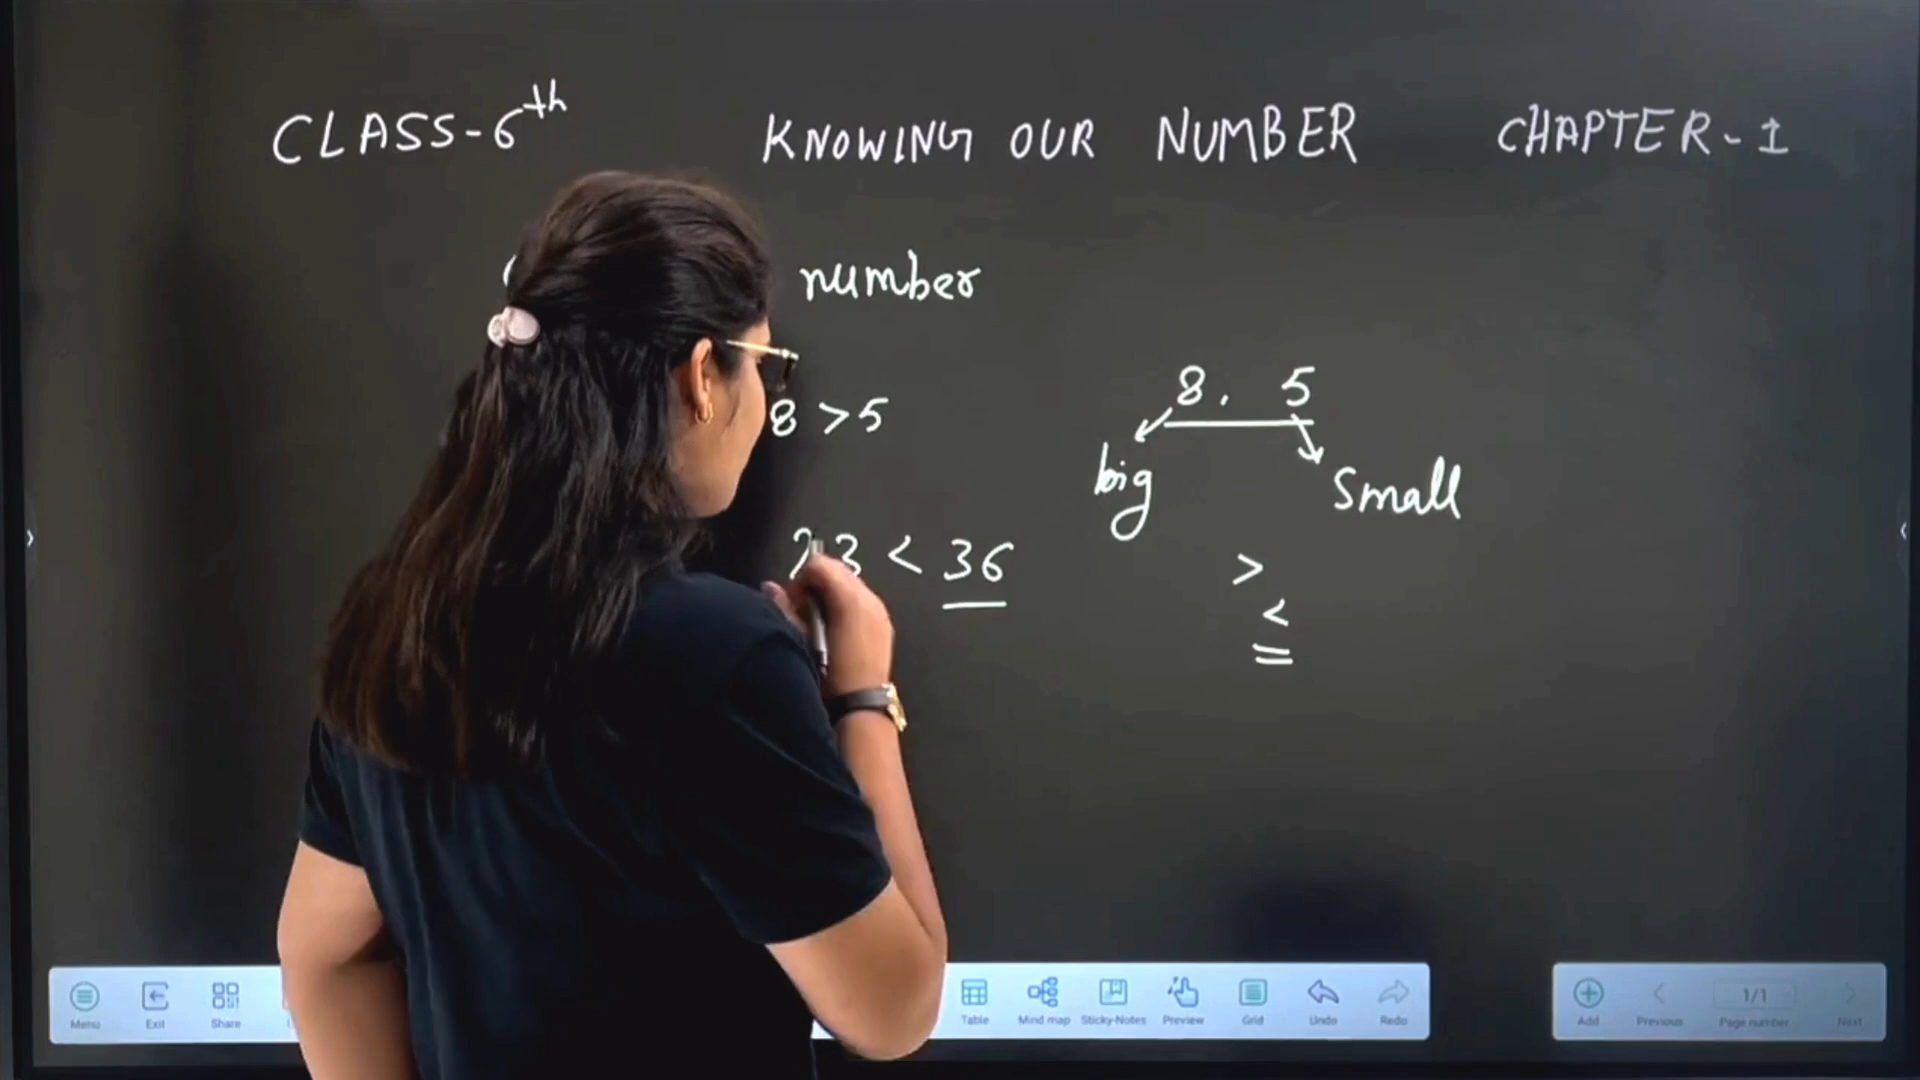 CLASS-6th KNOWING OUR NUMBER CHAPTER-1
number
8 > 5
8, 5
big
Small
23 < 36
>
<
=
Menu Exit Share Table Mind map Sticky-Notes Preview Grid Undo Redo Add Previous 1/1 Page number Next